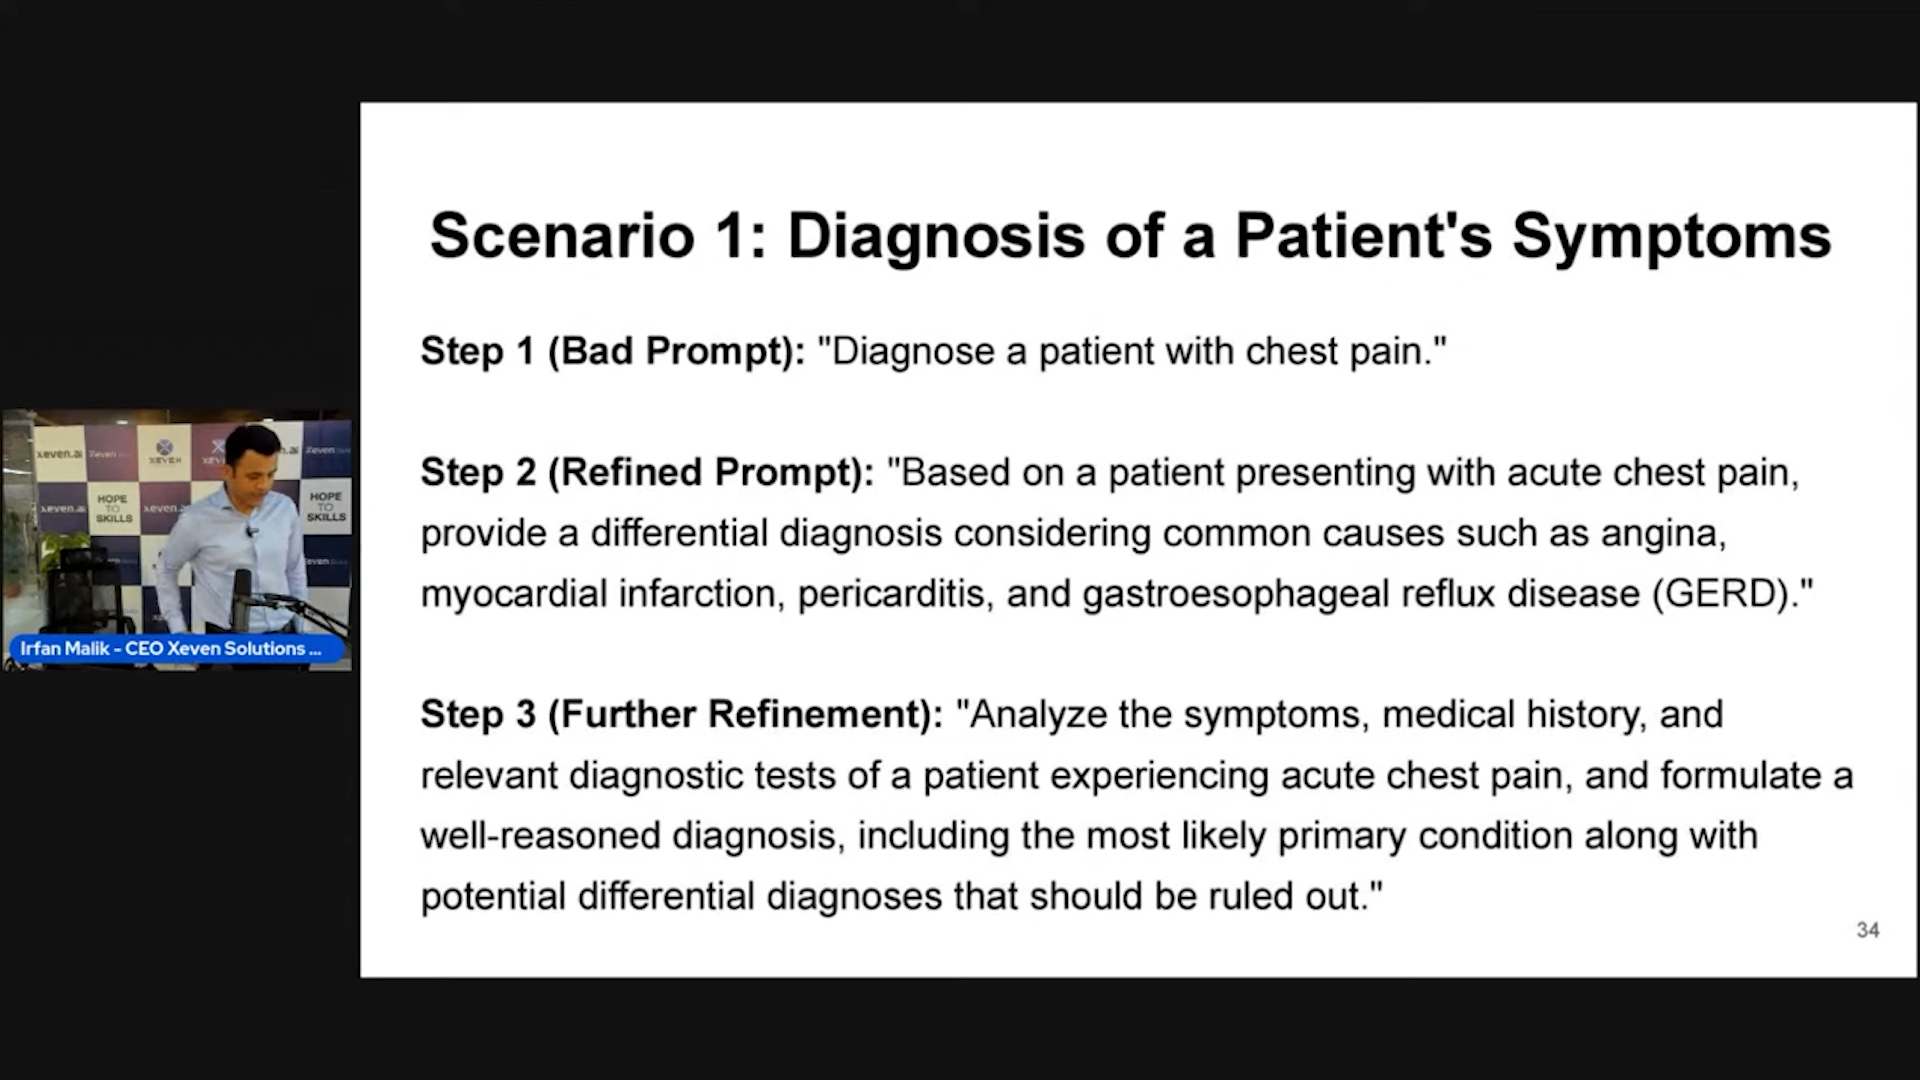 Scenario 1: Diagnosis of a Patient's Symptoms
Step 1 (Bad Prompt): "Diagnose a patient with chest pain."
Step 2 (Refined Prompt): "Based on a patient presenting with acute chest pain,
provide a differential diagnosis considering common causes such as angina,
myocardial infarction, pericarditis, and gastroesophageal reflux disease (GERD)."
Step 3 (Further Refinement): "Analyze the symptoms, medical history, and
relevant diagnostic tests of a patient experiencing acute chest pain, and formulate a
well-reasoned diagnosis, including the most likely primary condition along with
potential differential diagnoses that should be ruled out."
34
xeven.ai
XEVEN
HOPE
TO
SKILLS
xeven.ai
HOPE
TO
SKILLS
Irfan Malik - CEO Xeven Solutions ...